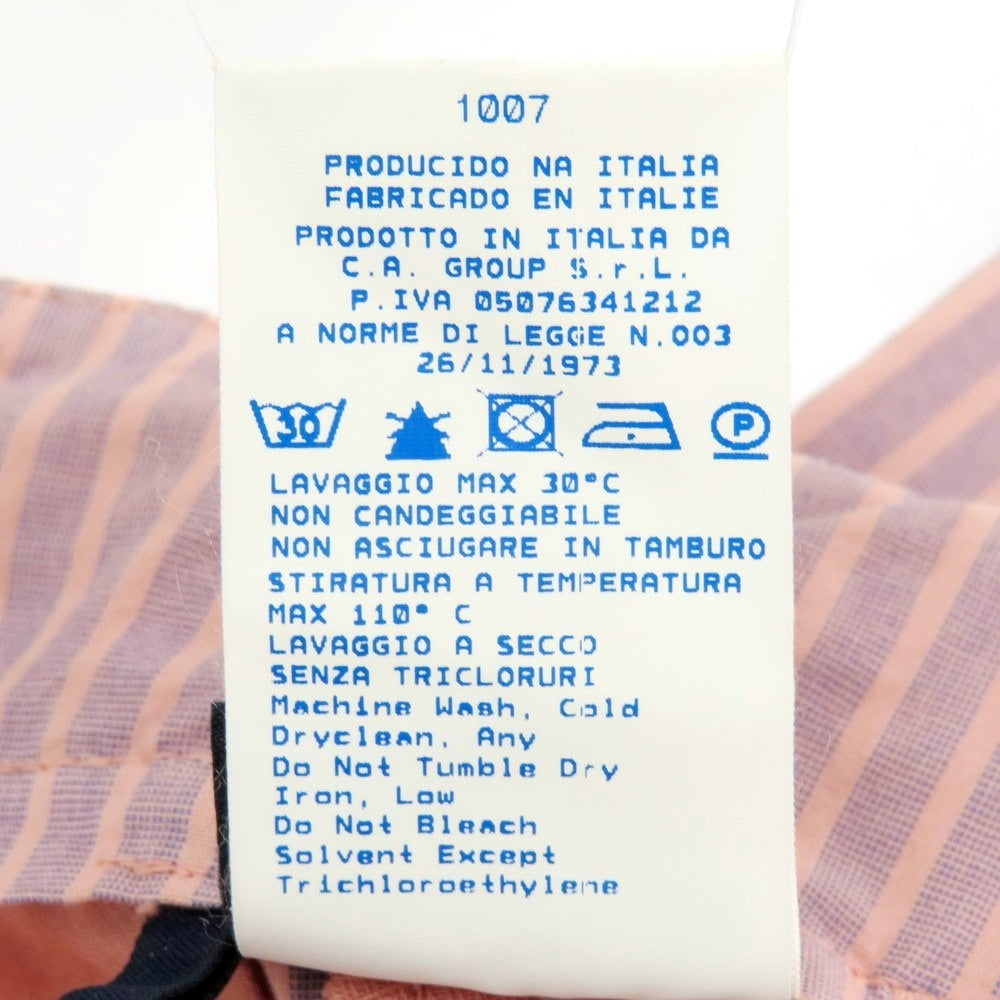 1007
PRODUCIDO NA ITALIA
FABRICADO EN ITALIE
PRODOTTO IN ITALIA DA
C.A. GROUP S.r.L.
P.IVA 05076341212
A NORME DI LEGGE N.003
26/11/1973
30 P
LAVAGGIO MAX 30°C
NON CANDEGGIABILE
NON ASCIUGARE IN TAMBURO
STIRATURA A TEMPERATURA
MAX 110° C
LAVAGGIO A SECCO
SENZA TRICLORURI
Machine Wash, Cold
Dryclean, Any
Do Not Tumble Dry
Iron, Low
Do Not Bleach
Solvent Except
Trichloroethylene